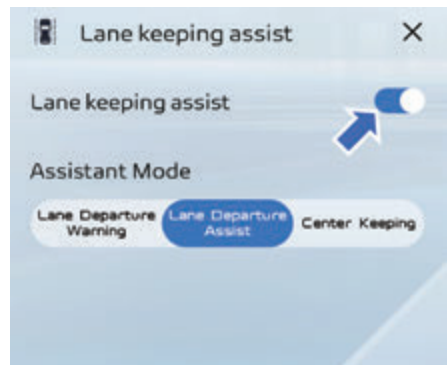 Lane keeping assist
Lane keeping assist
Assistant Mode
Lane Departure
Warning
Lane Departure
Assist
Center Keeping